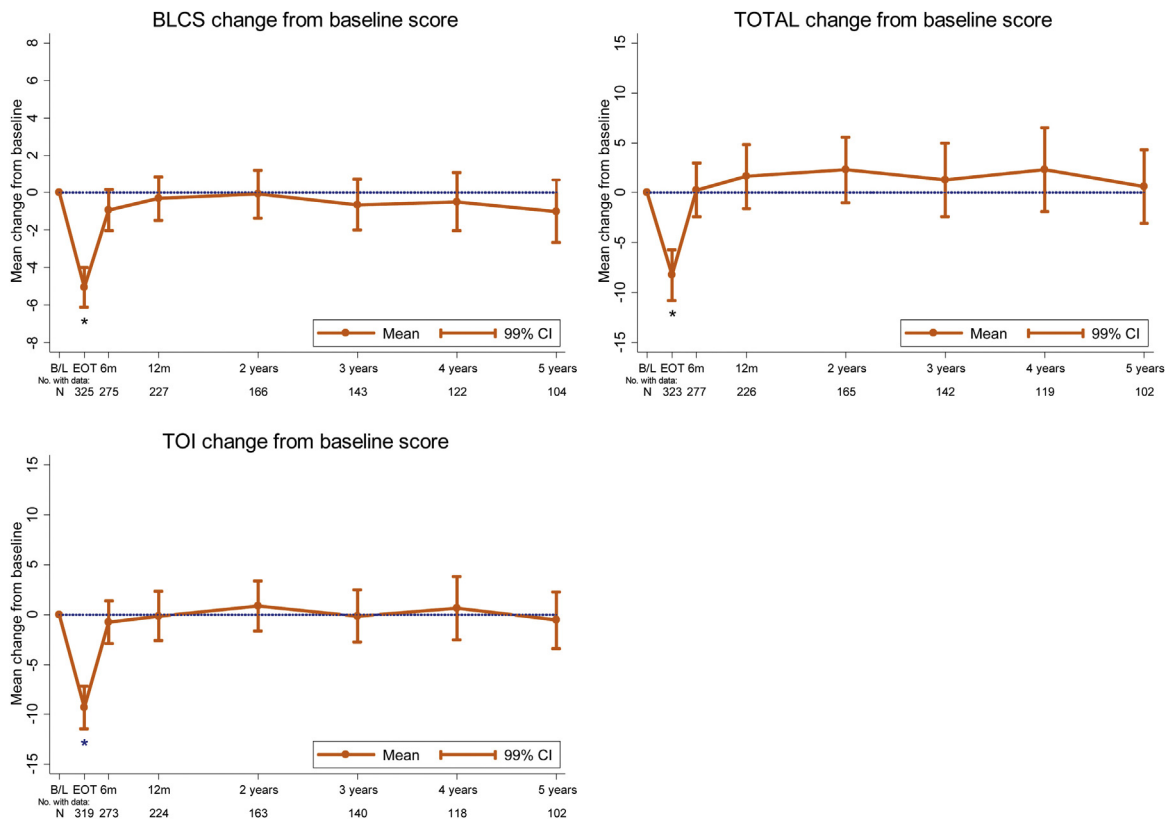 BLCS change from baseline score
Mean change from baseline
8
6
4
2
0
-2
-4
-6
-8
*
Mean 99% CI
B/L EOT 6m 12m 2 years 3 years 4 years 5 years
No. with data:
N 325 275 227 166 143 122 104
TOTAL change from baseline score
Mean change from baseline
15
10
5
0
-5
-10
-15
*
Mean 99% CI
B/L EOT 6m 12m 2 years 3 years 4 years 5 years
No. with data:
N 323 277 226 165 142 119 102
TOI change from baseline score
Mean change from baseline
15
10
5
0
-5
-10
-15
*
Mean 99% CI
B/L EOT 6m 12m 2 years 3 years 4 years 5 years
No. with data:
N 319 273 224 163 140 118 102